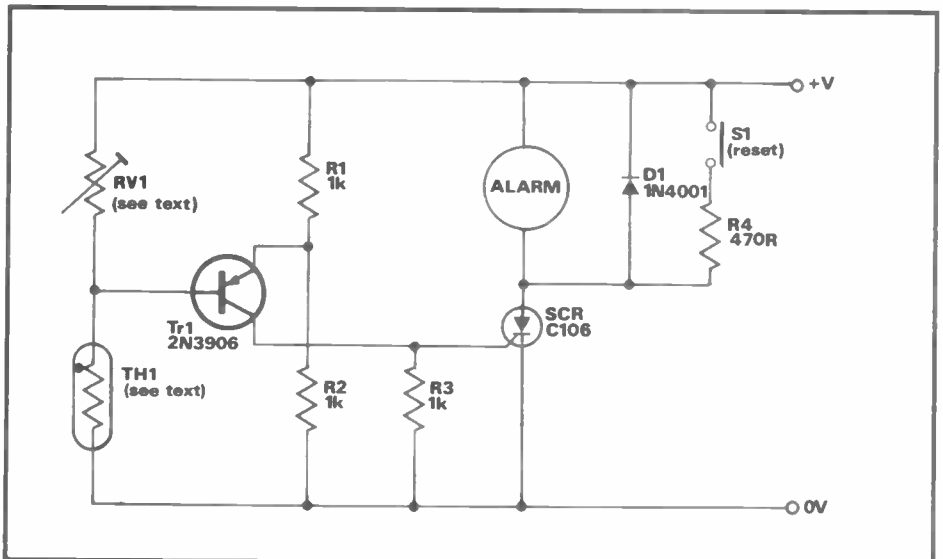 +V
RV1
(see text)
R1
1k
ALARM
D1
1N4001
S1
(reset)
R4
470R
Tr1
2N3906
SCR
C106
TH1
(see text)
R2
1k
R3
1k
0V